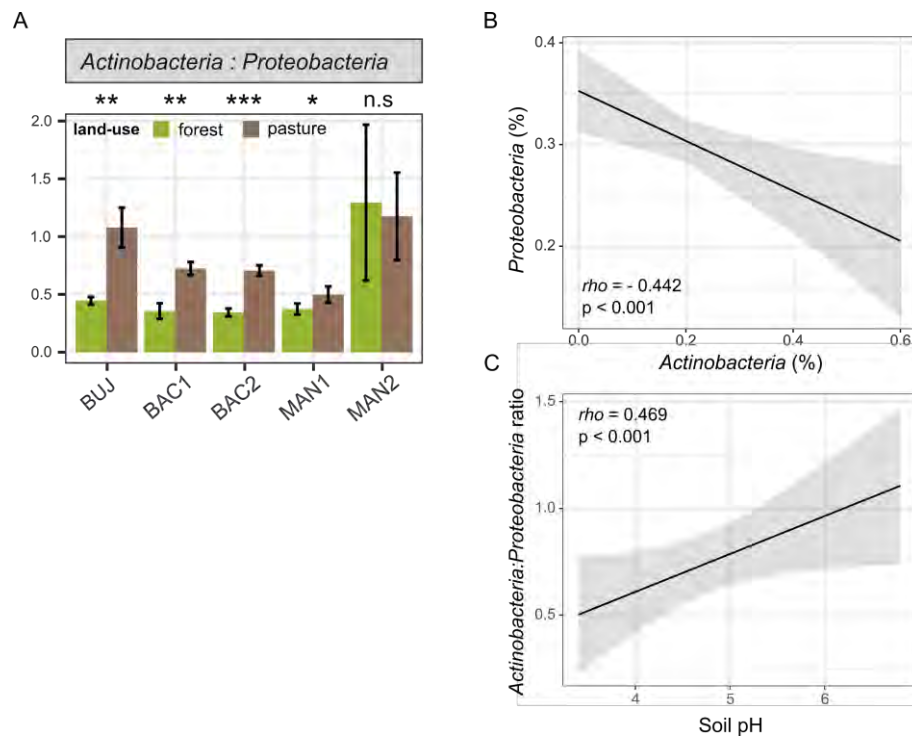 A
Actinobacteria : Proteobacteria
** ** *** * n.s
land-use forest pasture
2.0
1.5
1.0
0.5
0.0
BUJ BAC1 BAC2 MAN1 MAN2
B
Proteobacteria (%)
0.4
0.3
0.2
rho = - 0.442
p < 0.001
0.0 0.2 0.4 0.6
Actinobacteria (%)
C
Actinobacteria:Proteobacteria ratio
1.5
1.0
0.5
rho = 0.469
p < 0.001
4 5 6
Soil pH